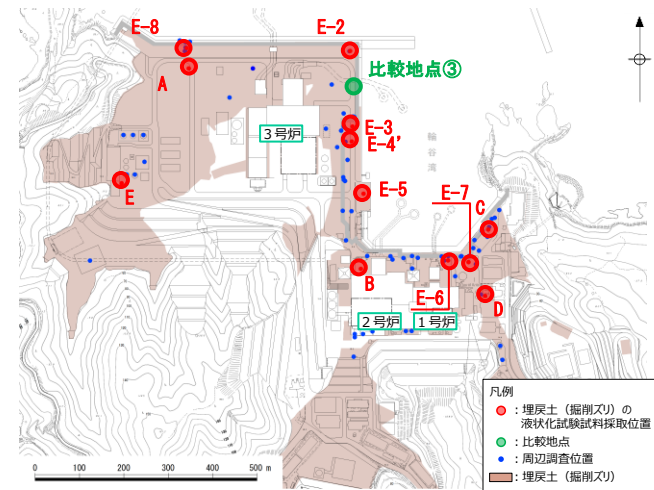 E-8
E-2
A
比較地点③
E-3
3号炉
E-4'
輪谷湾
E
E-5
E-7
C
B
E-6
D
2号炉
1号炉
凡例
：埋戻土（掘削ズリ）の
液状化試験試料採取位置
：比較地点
：周辺調査位置
：埋戻土（掘削ズリ）
0 100 200 300 400 500 m